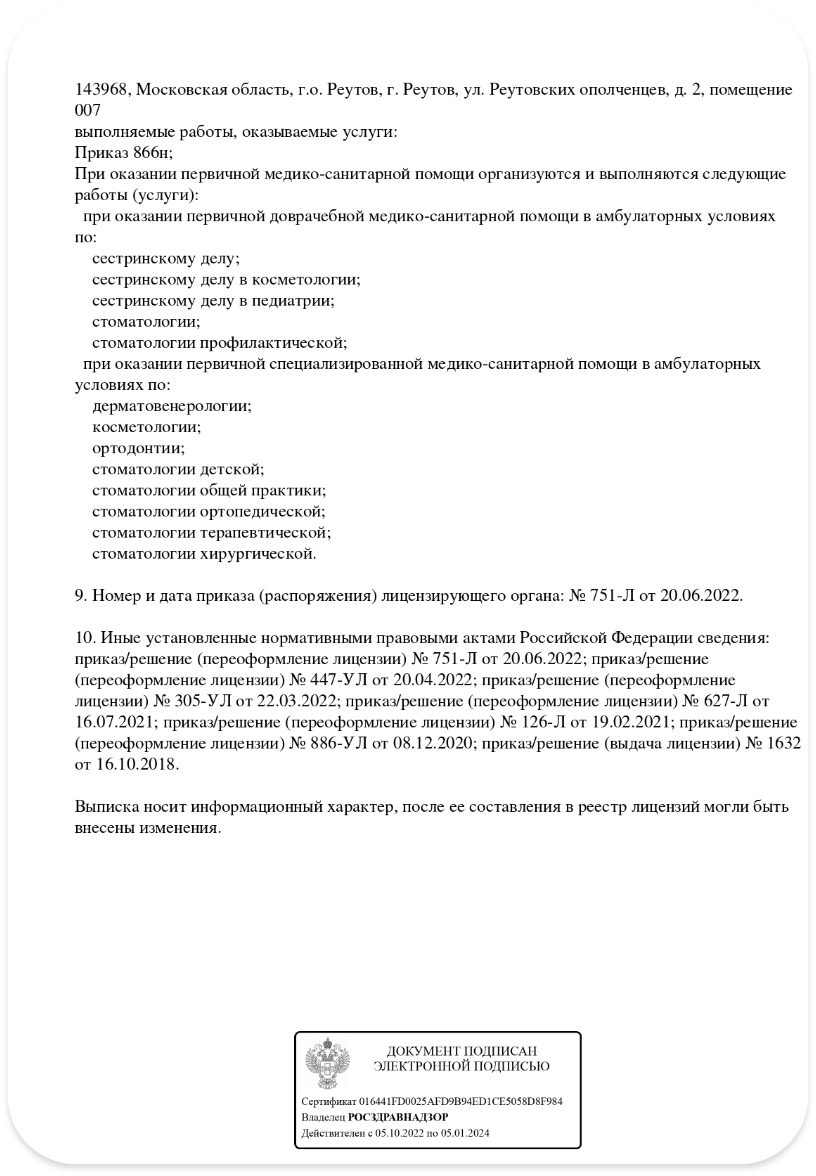 143968, Московская область, г.о. Реутов, г. Реутов, ул. Реутовских ополченцев, д. 2, помещение
007
выполняемые работы, оказываемые услуги:
Приказ 866н;
При оказании первичной медико-санитарной помощи организуются и выполняются следующие
работы (услуги):
при оказании первичной доврачебной медико-санитарной помощи в амбулаторных условиях
по:
сестринскому делу;
сестринскому делу в косметологии;
сестринскому делу в педиатрии;
стоматологии;
стоматологии профилактической;
при оказании первичной специализированной медико-санитарной помощи в амбулаторных
условиях по:
дерматовенерологии;
косметологии;
ортодонтии;
стоматологии детской;
стоматологии общей практики;
стоматологии ортопедической;
стоматологии терапевтической;
стоматологии хирургической.
9. Номер и дата приказа (распоряжения) лицензирующего органа: № 751-Л от 20.06.2022.
10. Иные установленные нормативными правовыми актами Российской Федерации сведения:
приказ/решение (переоформление лицензии) № 751-Л от 20.06.2022; приказ/решение
(переоформление лицензии) № 447-УЛ от 20.04.2022; приказ/решение (переоформление
лицензии) № 305-УЛ от 22.03.2022; приказ/решение (переоформление лицензии) № 627-Л от
16.07.2021; приказ/решение (переоформление лицензии) № 126-Л от 19.02.2021; приказ/решение
(переоформление лицензии) № 886-УЛ от 08.12.2020; приказ/решение (выдача лицензии) № 1632
от 16.10.2018.
Выписка носит информационный характер, после ее составления в реестр лицензий могли быть
внесены изменения.
ДОКУМЕНТ ПОДПИСАН
ЭЛЕКТРОННОЙ ПОДПИСЬЮ
Сертификат 016441FD0025AFD9B94ED1CE5058D8F984
Владелец РОСЗДРАВНАДЗОР
Действителен с 05.10.2022 по 05.01.2024